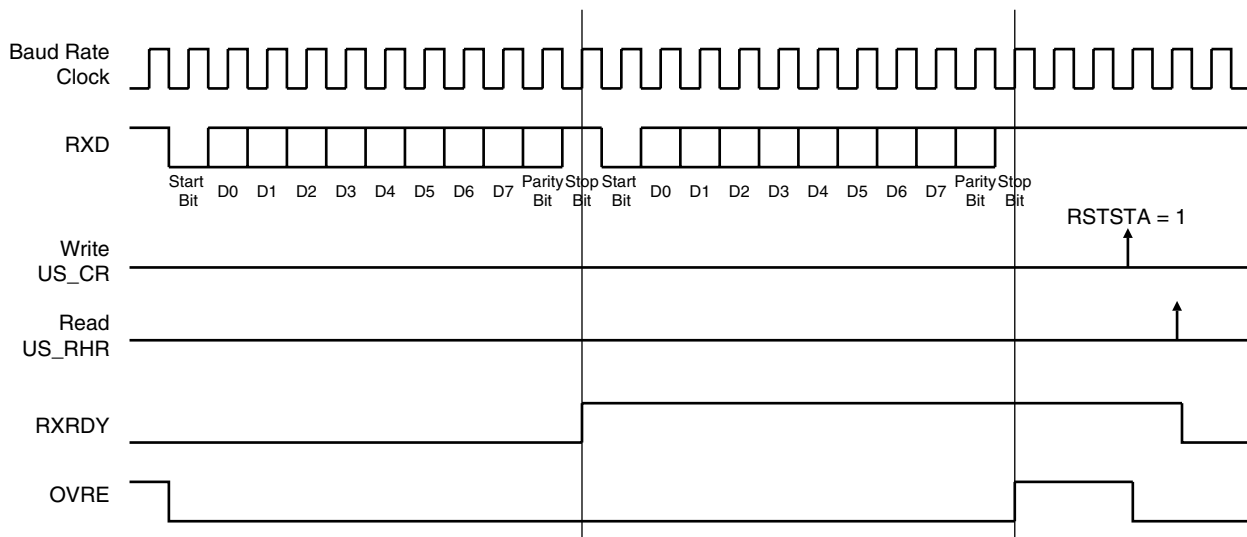 Baud Rate
Clock
RXD
Start
Bit
D0
D1
D2
D3
D4
D5
D6
D7
Parity
Bit
Stop
Bit
Start
Bit
D0
D1
D2
D3
D4
D5
D6
D7
Parity
Bit
Stop
Bit
RSTSTA = 1
Write
US_CR
Read
US_RHR
RXRDY
OVRE